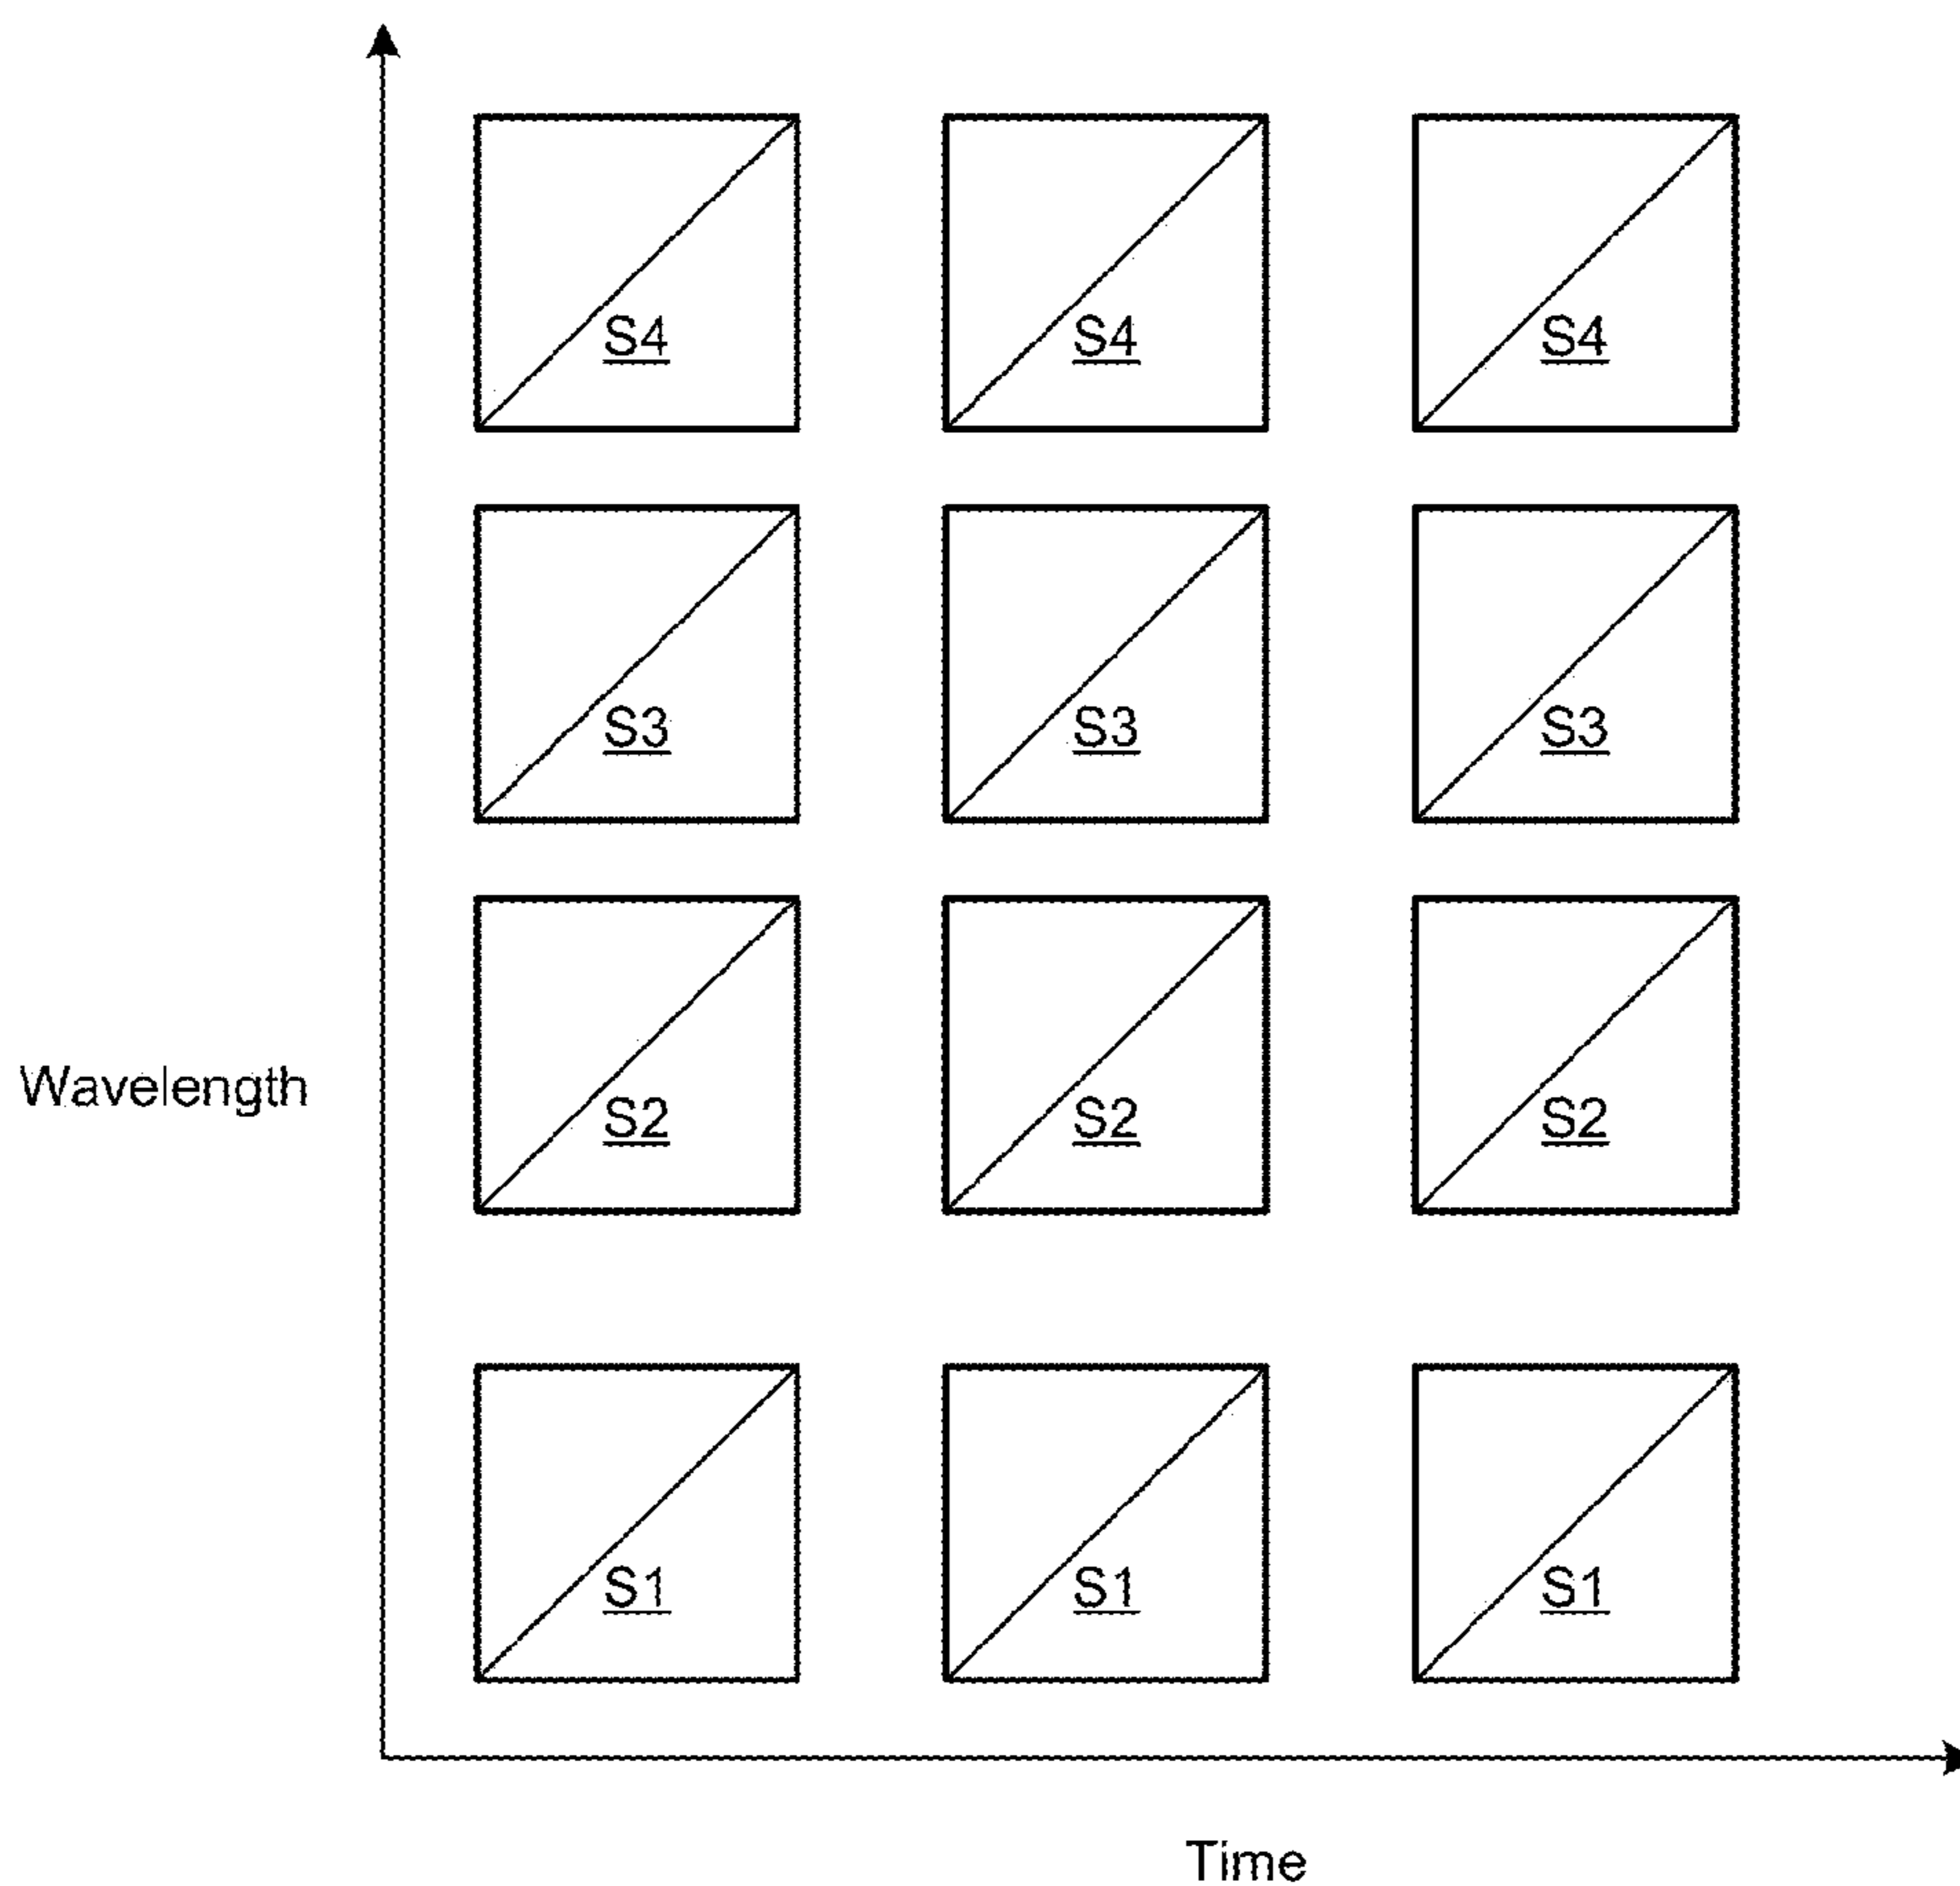 S4 S4 S4
S3 S3 S3
Wavelength
S2 S2 S2
S1 S1 S1
Time